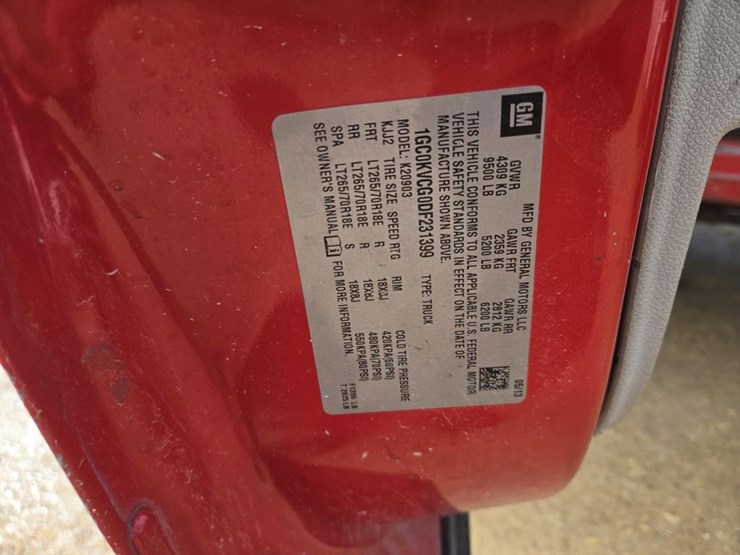 GM
MFD BY GENERAL MOTORS LLC
05/13
GVWR GAWR FRT GAWR RR
4309 KG 2359 KG 2812 KG
9500 LB 5200 LB 6200 LB
THIS VEHICLE CONFORMS TO ALL APPLICABLE U.S. FEDERAL MOTOR
VEHICLE SAFETY STANDARDS IN EFFECT ON THE DATE OF
MANUFACTURE SHOWN ABOVE.
1GC0KVCG0DF231399 TYPE: TRUCK
MODEL: K20903
KJJ2 TIRE SIZE SPEED RTG RIM COLD TIRE PRESSURE
FRT LT265/70R18E R 18X8J 420KPA(60PSI)
RR LT265/70R18E R 18X8J 480KPA(70PSI)
SPA LT265/70R18E S 18X8J 550KPA(80PSI)
SEE OWNER'S MANUAL FOR MORE INFORMATION.